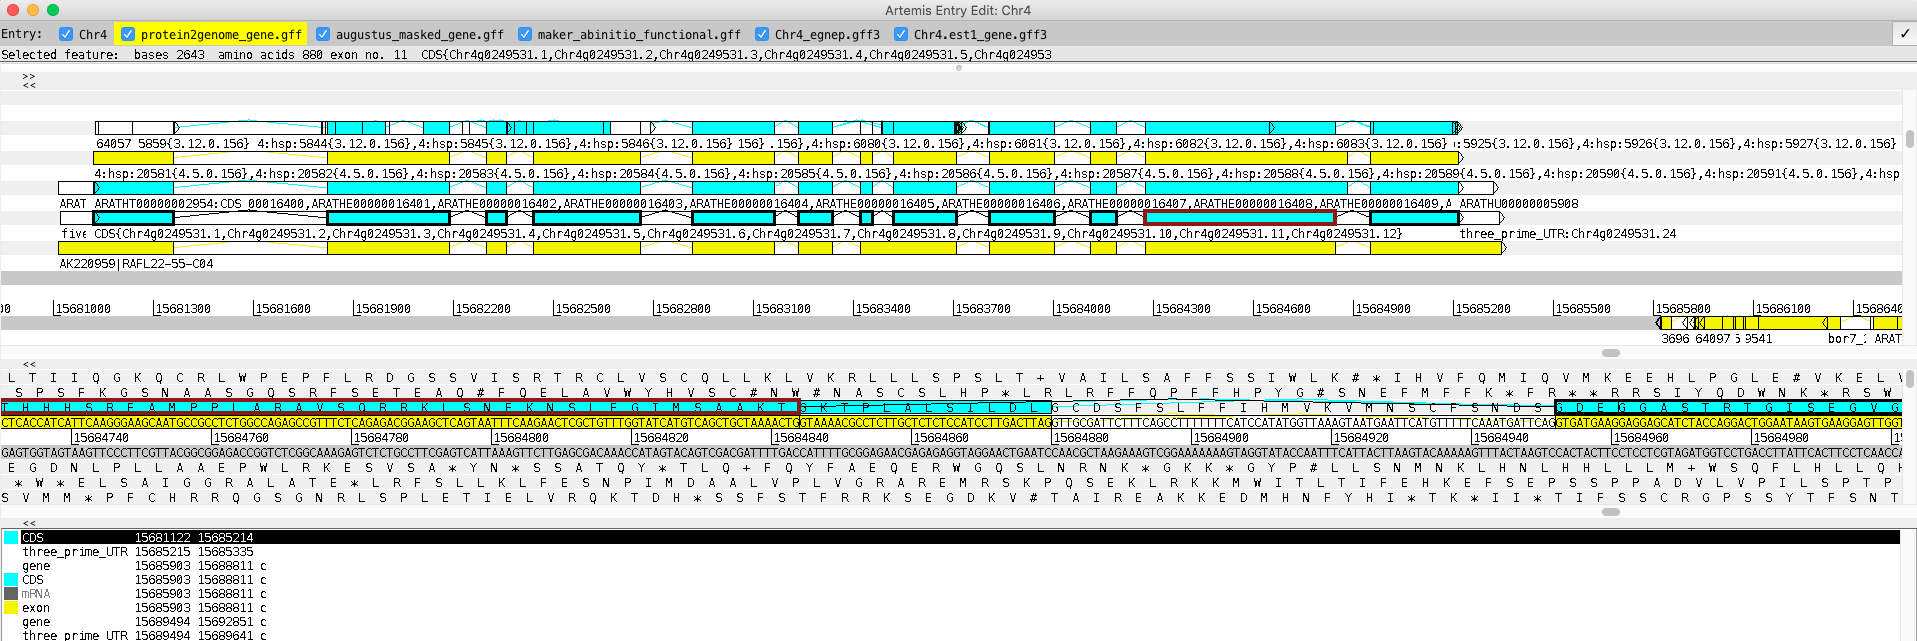 Artemis Entry Edit: Chr4
Entry: Chr4 protein2genome_gene.gff augustus_masked_gene.gff maker_abinitio_functional.gff Chr4_egnep.gff3 Chr4.est1_gene.gff3 ✓
Selected feature: bases 2643 amino acids 880 exon no. 11 CDS{Chr4g0249531.1,Chr4g0249531.2,Chr4g0249531.3,Chr4g0249531.4,Chr4g0249531.5,Chr4g024953
>>
<<
64057 5859{3.12.0.156} 4:hsp:5844{3.12.0.156},4:hsp:5845{3.12.0.156},4:hsp:5846{3.12.0.156} 156} .156},4:hsp:6080{3.12.0.156},4:hsp:6081{3.12.0.156},4:hsp:6082{3.12.0.156},4:hsp:6083{3.12.0.156} :5925{3.12.0.156},4:hsp:5926{3.12.0.156},4:hsp:5927{3.12.0.156}
4:hsp:20581{4.5.0.156},4:hsp:20582{4.5.0.156},4:hsp:20583{4.5.0.156},4:hsp:20584{4.5.0.156},4:hsp:20585{4.5.0.156},4:hsp:20586{4.5.0.156},4:hsp:20587{4.5.0.156},4:hsp:20588{4.5.0.156},4:hsp:20589{4.5.0.156},4:hsp:20590{4.5.0.156},4:hsp:20591{4.5.0.156},4:hsp
ARAT ARATHT00000002954:CDS_00016400,ARATHE00000016401,ARATHE00000016402,ARATHE00000016403,ARATHE00000016404,ARATHE00000016405,ARATHE00000016406,ARATHE00000016407,ARATHE00000016408,ARATHE00000016409,A ARATHU00000005908
five CDS{Chr4g0249531.1,Chr4g0249531.2,Chr4g0249531.3,Chr4g0249531.4,Chr4g0249531.5,Chr4g0249531.6,Chr4g0249531.7,Chr4g0249531.8,Chr4g0249531.9,Chr4g0249531.10,Chr4g0249531.11,Chr4g0249531.12} three_prime_UTR:Chr4g0249531.24
AK220959|RAFL22-55-C04
00 15681000 15681300 15681600 15681900 15682200 15682500 15682800 15683100 15683400 15683700 15684000 15684300 15684600 15684900 15685200 15685500 15685800 15686100 1568640
3696 64097 9541 bor7_ ARAT
<<
L T I I Q G K Q C R L W P E P F L R D G S S V I S R T R C L V S C Q L L K L V K R L L L S P S L T + V A I L S A F F S S I W L K # * I H V F Q M I Q V M K E E H L P G L E # V K E L V
S P S F K G S N A A S G Q S R F S E T E A Q # F Q E L A V W Y H V S C # N W # N A S C S L H P * L R L R F F Q P F F H P Y G # S N E F M F F K * F R * * R S I Y Q D W N K * R S W
T H H H S R E A M P P L A R A V S Q R R K L S N F K N S L F G I M S A A K T G K T P L A L S I L D L G C D S F S L F F I H M V K V M N S C F S N D S G D E G G A S T R T G I S E G V G
15684740 15684760 15684780 15684800 15684820 15684840 15684860 15684880 15684900 15684920 15684940 15684960 15684980
E G D N L P L L A A E P W L R K E S V S A * Y N * S S A T Q Y * T L Q + F Q Y F A E Q E R W G Q S L N R N K * G K K * G Y P # L L S N M N K L H N L H H L L M + W S Q F L H L L Q H
* W * E L S A I G G R A L A T E * L R F S L L K L F E S N P I M D A A L V P L V G R A R E M R S K P Q S E K L R K K M W I T L T I F E H K E F S E P S S P P A D V L V P I L S P T P
S V M M * P F C H R R Q G S G N R L S P L E T I E L V R Q K T D H * S S F S T F R R K S E G D K V # T A I R E A K K E D M H N F Y H I * T K * I I * T I F S S C R G P S S Y T F S N T
<<
CDS 15681122 15685214
three_prime_UTR 15685215 15685335
gene 15685903 15688811 c
CDS 15685903 15688811 c
mRNA 15685903 15688811 c
exon 15685903 15688811 c
gene 15689494 15692851 c
three_prime_UTR 15689494 15689641 c